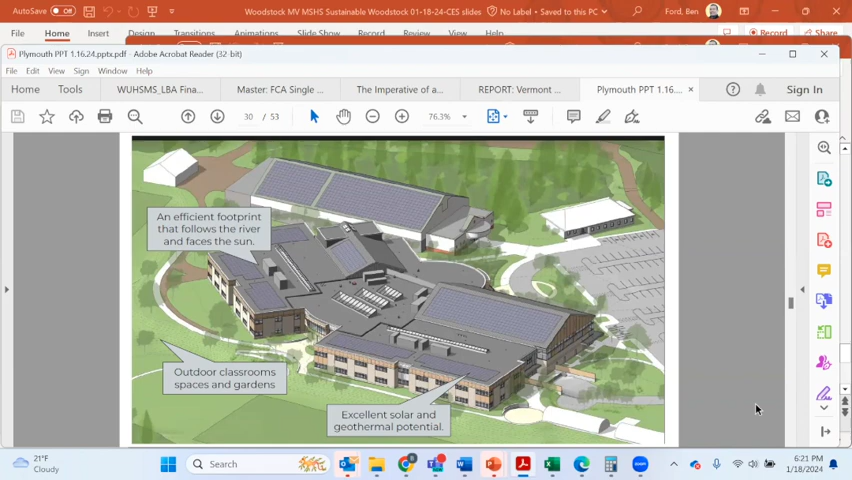 AutoSave Off
Woodstock MV MSHS Sustainable Woodstock 01-18-24-CES slides
No Label • Saved to this PC
Ford, Ben
File Home Insert Draw Design Transitions Animations Slide Show Record Review View Help
Record
Share
Plymouth PPT 1.16.24.pptx.pdf - Adobe Acrobat Reader (32-bit)
File Edit View Sign Window Help
Home Tools WUHSMS_LBA Fina... Master: FCA Single ... The Imperative of a... REPORT: Vermont ... Plymouth PPT 1.16.... × Sign In
30 / 53
76.3%
An efficient footprint
that follows the river
and faces the sun.
Outdoor classrooms
spaces and gardens
Excellent solar and
geothermal potential.
21°F
Cloudy
Search
6:21 PM
1/18/2024